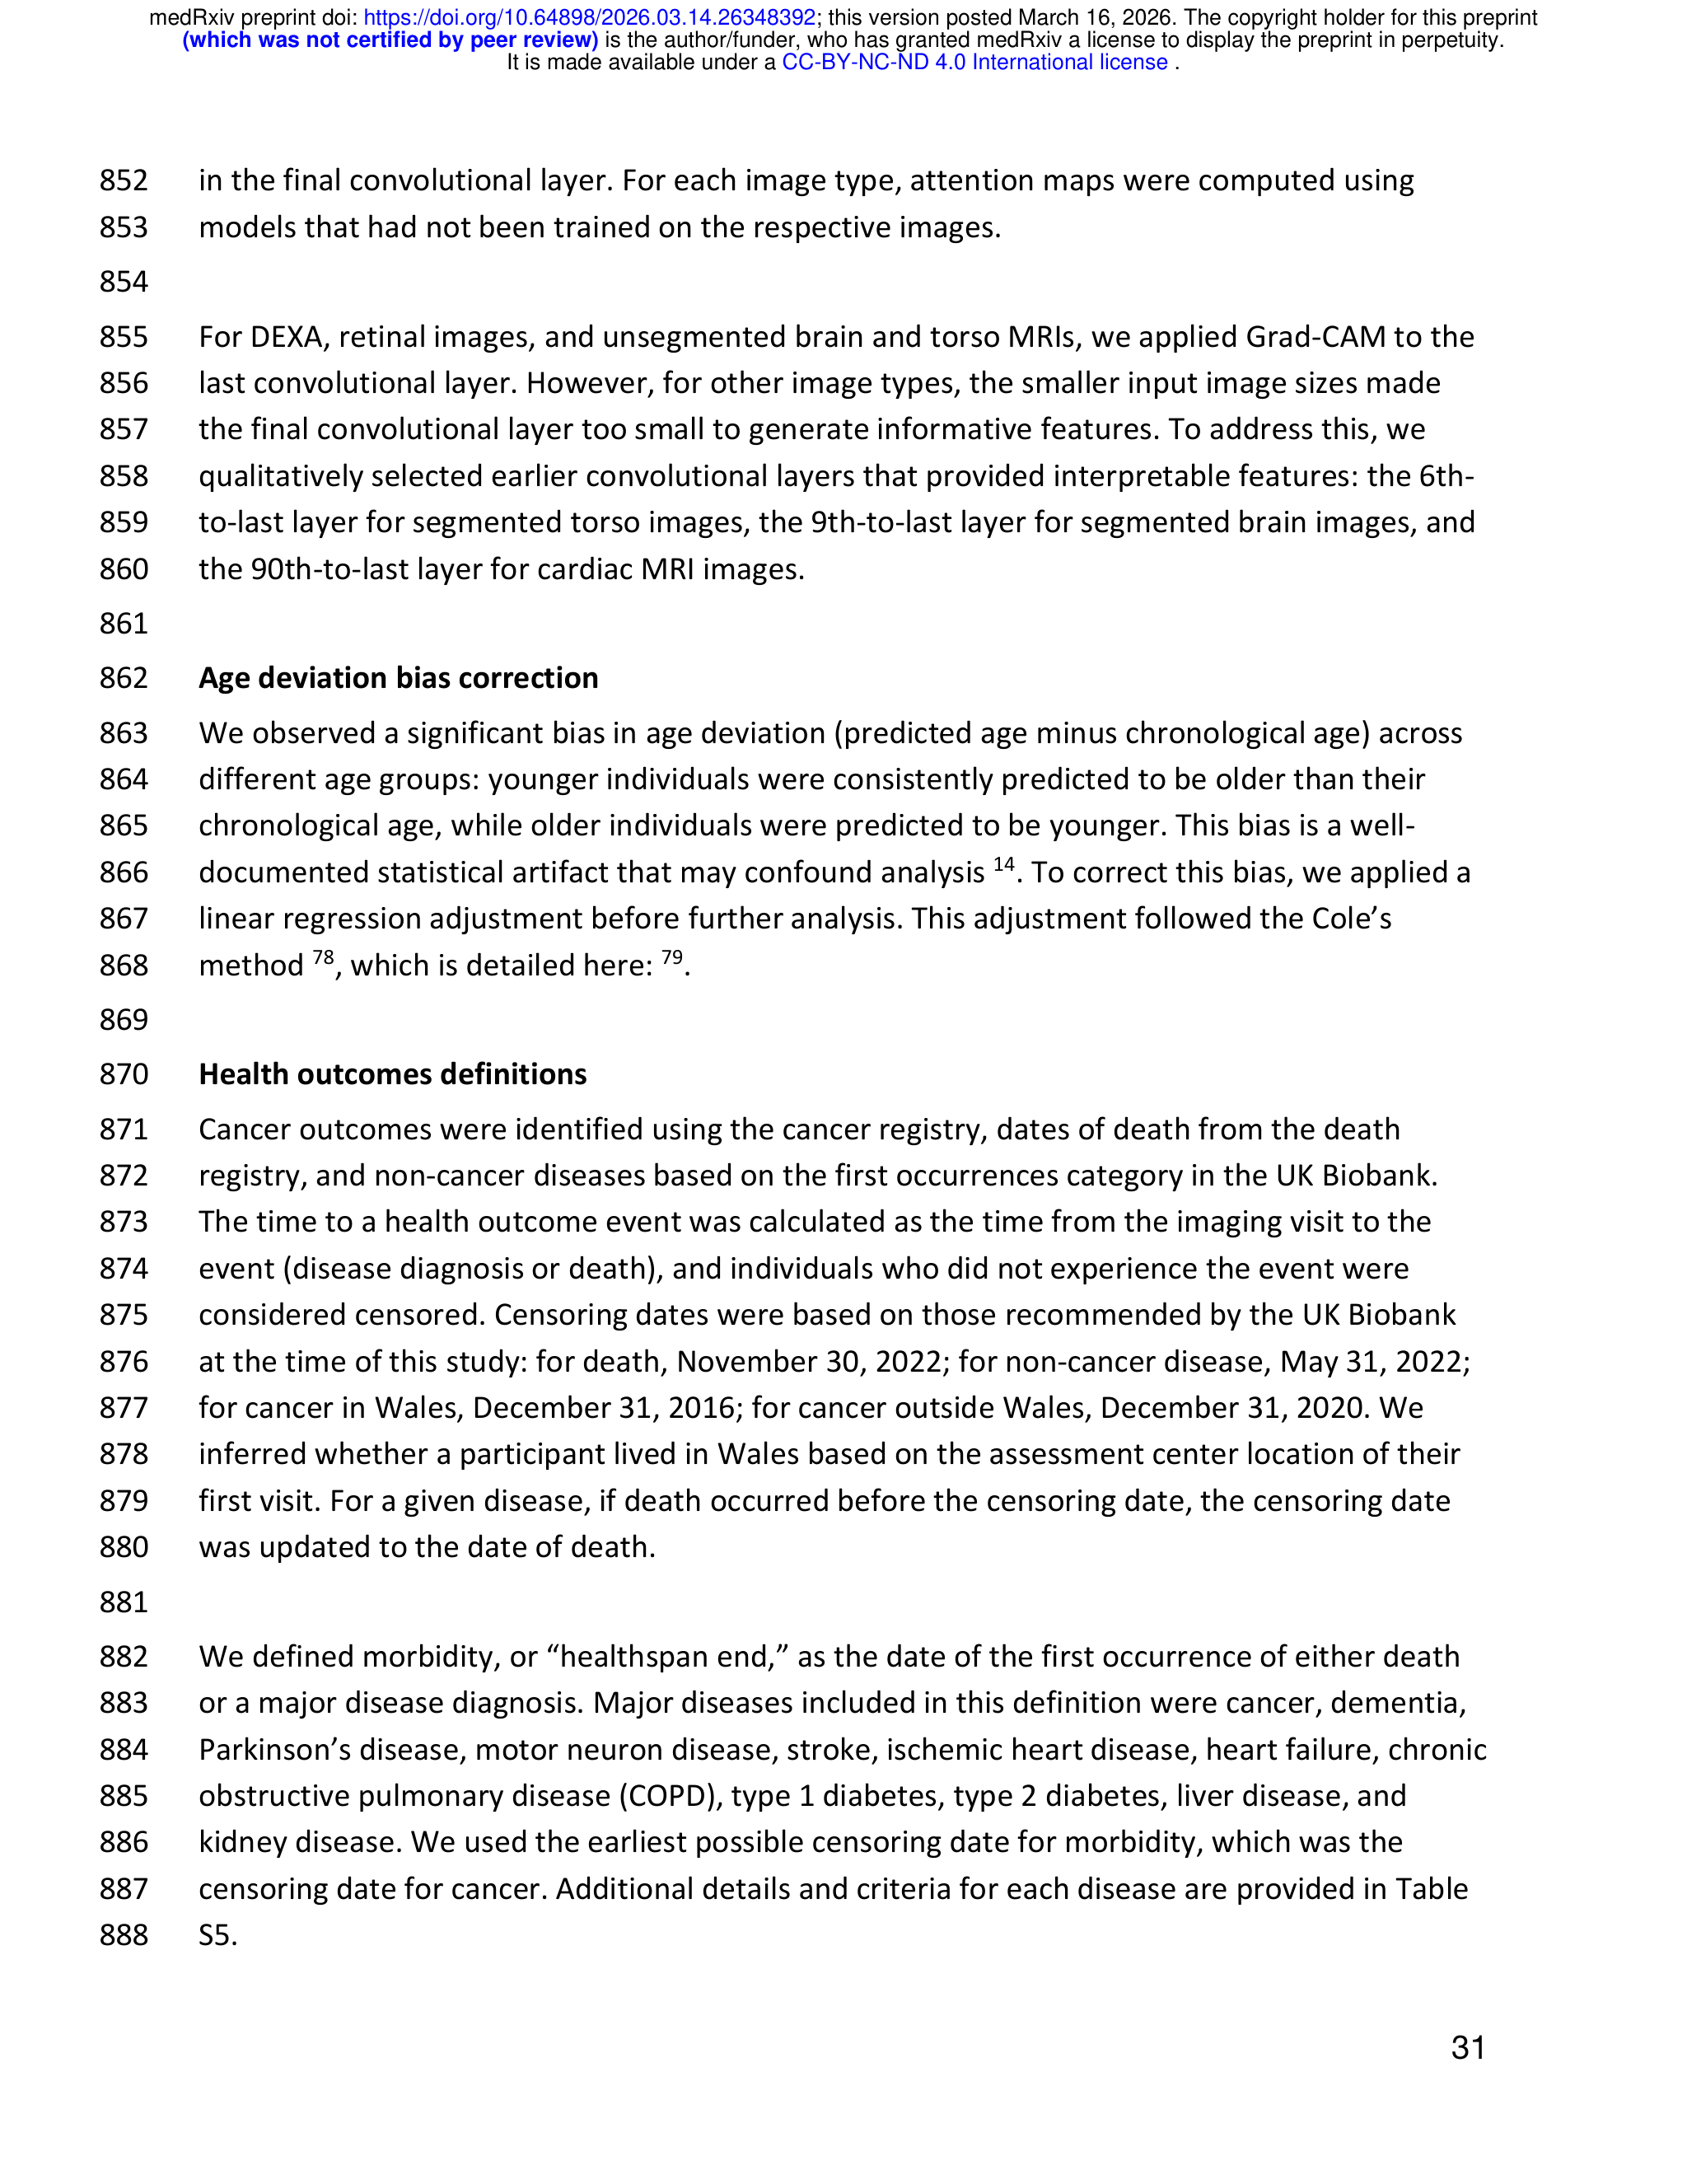 medRxiv preprint doi: https://doi.org/10.64898/2026.03.14.26348392; this version posted March 16, 2026. The copyright holder for this preprint
(which was not certified by peer review) is the author/funder, who has granted medRxiv a license to display the preprint in perpetuity.
It is made available under a CC-BY-NC-ND 4.0 International license .
852 in the final convolutional layer. For each image type, attention maps were computed using
853 models that had not been trained on the respective images.
854
855 For DEXA, retinal images, and unsegmented brain and torso MRIs, we applied Grad-CAM to the
856 last convolutional layer. However, for other image types, the smaller input image sizes made
857 the final convolutional layer too small to generate informative features. To address this, we
858 qualitatively selected earlier convolutional layers that provided interpretable features: the 6th-
859 to-last layer for segmented torso images, the 9th-to-last layer for segmented brain images, and
860 the 90th-to-last layer for cardiac MRI images.
861
862 Age deviation bias correction
863 We observed a significant bias in age deviation (predicted age minus chronological age) across
864 different age groups: younger individuals were consistently predicted to be older than their
865 chronological age, while older individuals were predicted to be younger. This bias is a well-
866 documented statistical artifact that may confound analysis 14. To correct this bias, we applied a
867 linear regression adjustment before further analysis. This adjustment followed the Cole’s
868 method 78, which is detailed here: 79.
869
870 Health outcomes definitions
871 Cancer outcomes were identified using the cancer registry, dates of death from the death
872 registry, and non-cancer diseases based on the first occurrences category in the UK Biobank.
873 The time to a health outcome event was calculated as the time from the imaging visit to the
874 event (disease diagnosis or death), and individuals who did not experience the event were
875 considered censored. Censoring dates were based on those recommended by the UK Biobank
876 at the time of this study: for death, November 30, 2022; for non-cancer disease, May 31, 2022;
877 for cancer in Wales, December 31, 2016; for cancer outside Wales, December 31, 2020. We
878 inferred whether a participant lived in Wales based on the assessment center location of their
879 first visit. For a given disease, if death occurred before the censoring date, the censoring date
880 was updated to the date of death.
881
882 We defined morbidity, or “healthspan end,” as the date of the first occurrence of either death
883 or a major disease diagnosis. Major diseases included in this definition were cancer, dementia,
884 Parkinson’s disease, motor neuron disease, stroke, ischemic heart disease, heart failure, chronic
885 obstructive pulmonary disease (COPD), type 1 diabetes, type 2 diabetes, liver disease, and
886 kidney disease. We used the earliest possible censoring date for morbidity, which was the
887 censoring date for cancer. Additional details and criteria for each disease are provided in Table
888 S5.
31